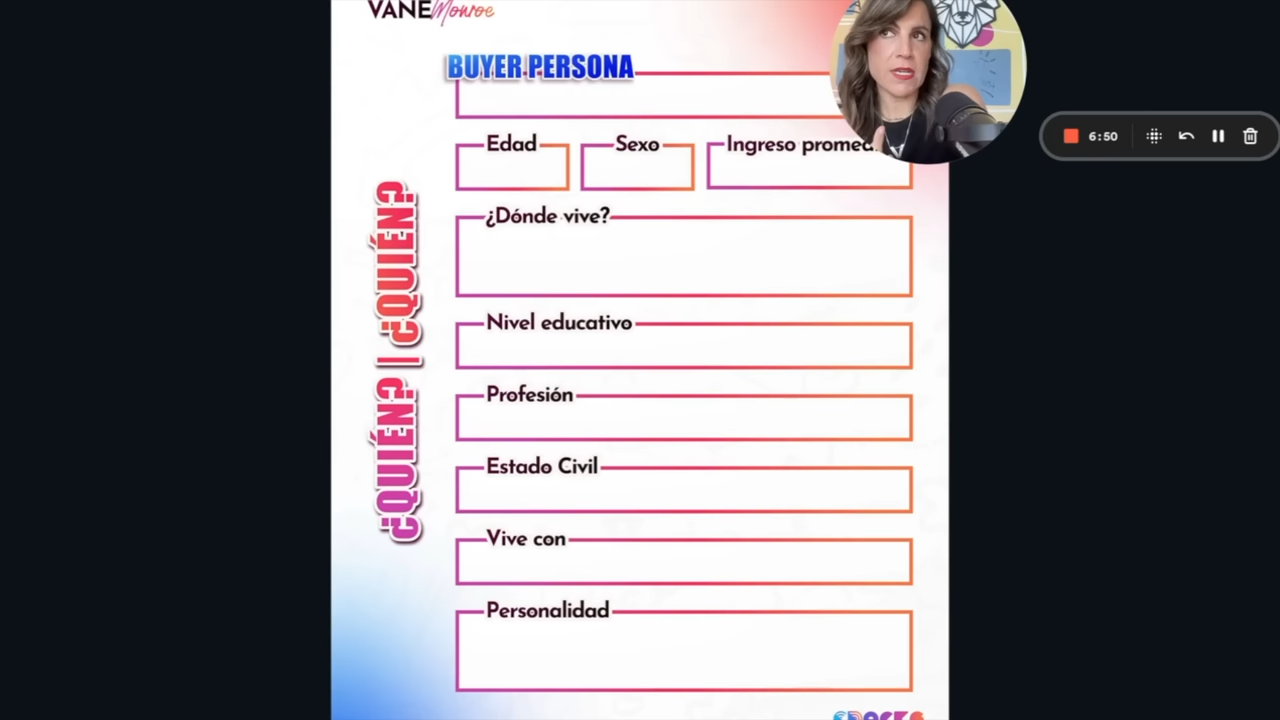 VANE Monroe
BUYER PERSONA
6:50
Edad
Sexo
¿Dónde vive?
Ingreso
¿QUIÉN? | ¿QUIÉN?
Nivel educativo
Profesión
Estado Civil
Vive con
Personalidad